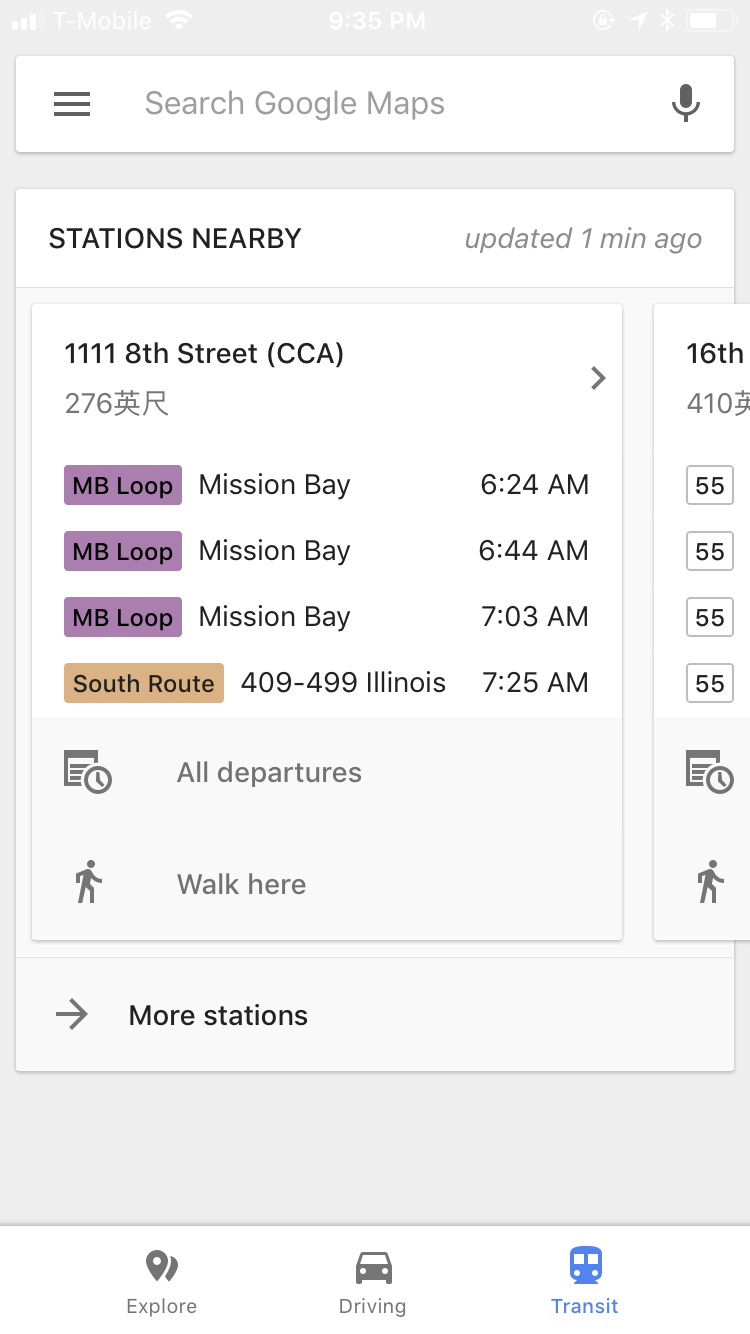 T-Mobile 9:35 PM
Search Google Maps
STATIONS NEARBY updated 1 min ago
1111 8th Street (CCA)
276英尺
MB Loop Mission Bay 6:24 AM
MB Loop Mission Bay 6:44 AM
MB Loop Mission Bay 7:03 AM
South Route 409-499 Illinois 7:25 AM
All departures
Walk here
16th
410英
55
55
55
55
More stations
Explore Driving Transit